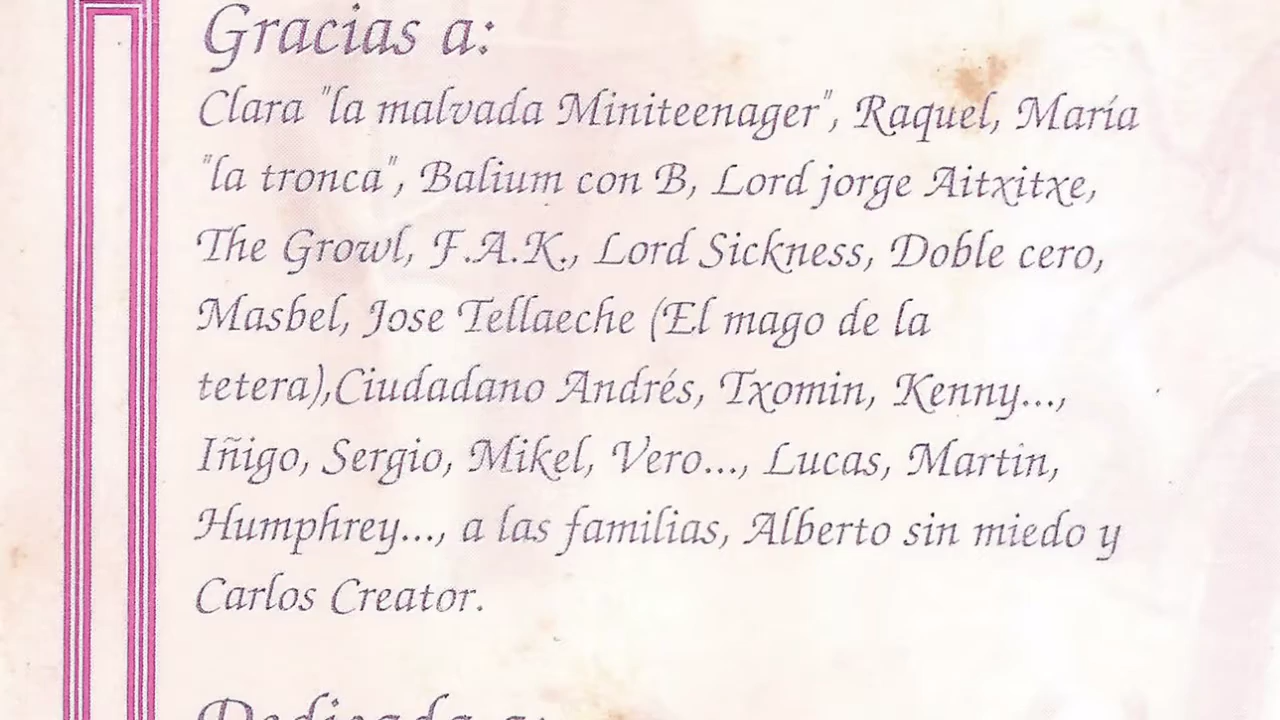 Gracias a:
Clara "la malvada Miniteenager", Raquel, María
"la tronca", Balium con B, Lord jorge Aitxitxe,
The Growl, F.A.K., Lord Sickness, Doble cero,
Masbel, Jose Tellaeche (El mago de la
tetera),Ciudadano Andrés, Txomin, Kenny...,
Iñigo, Sergio, Mikel, Vero..., Lucas, Martin,
Humphrey..., a las familias, Alberto sin miedo y
Carlos Creator.
Dedicada a: